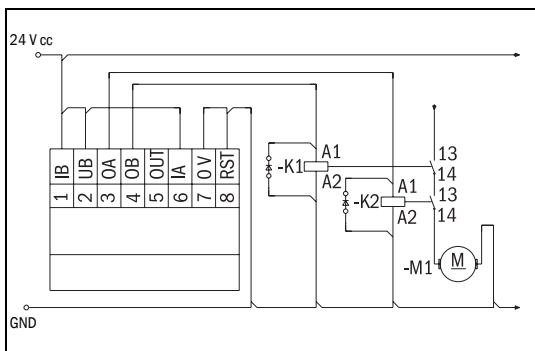 24 V cc
IB UB OA OB OUT IA 0 V RST
1 2 3 4 5 6 7 8
-K1
A1
A2
-K2
A1
A2
13
14
13
14
-M1
M
GND